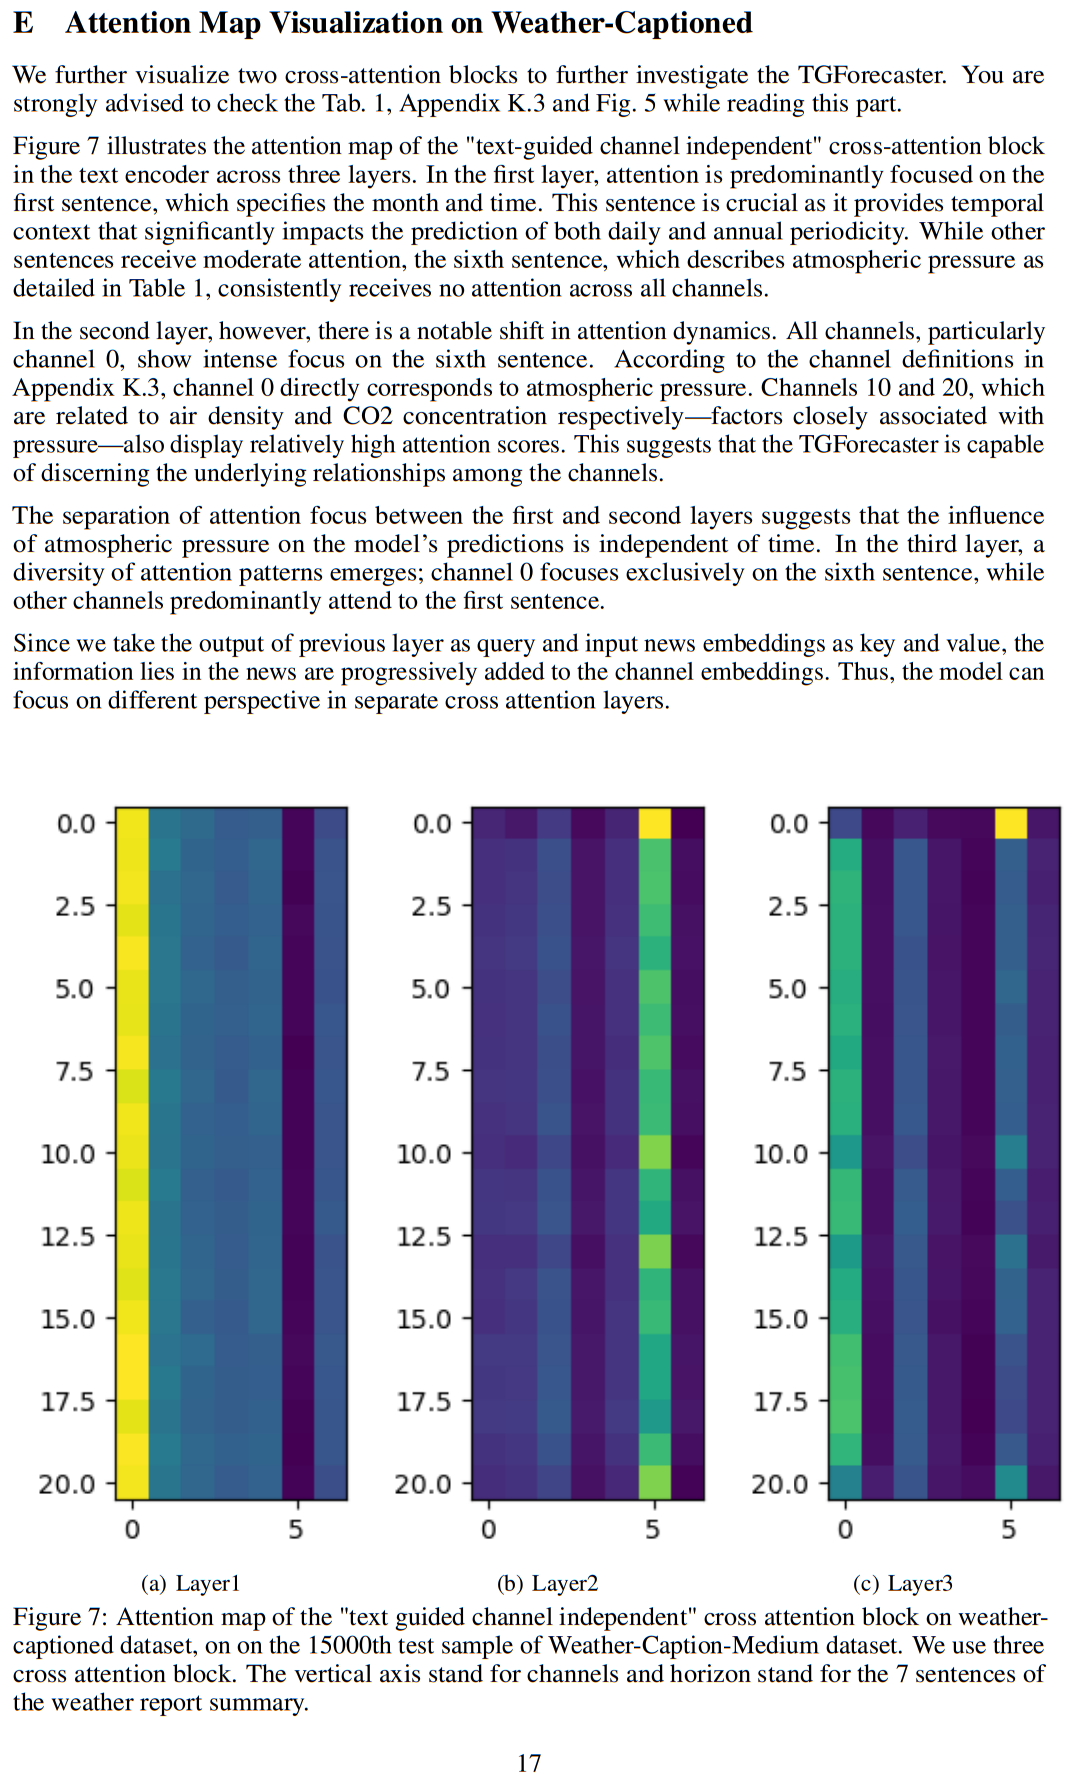 E Attention Map Visualization on Weather-Captioned
We further visualize two cross-attention blocks to further investigate the TGForecaster. You are
strongly advised to check the Tab. 1, Appendix K.3 and Fig. 5 while reading this part.
Figure 7 illustrates the attention map of the "text-guided channel independent" cross-attention block
in the text encoder across three layers. In the first layer, attention is predominantly focused on the
first sentence, which specifies the month and time. This sentence is crucial as it provides temporal
context that significantly impacts the prediction of both daily and annual periodicity. While other
sentences receive moderate attention, the sixth sentence, which describes atmospheric pressure as
detailed in Table 1, consistently receives no attention across all channels.
In the second layer, however, there is a notable shift in attention dynamics. All channels, particularly
channel 0, show intense focus on the sixth sentence. According to the channel definitions in
Appendix K.3, channel 0 directly corresponds to atmospheric pressure. Channels 10 and 20, which
are related to air density and CO2 concentration respectively—factors closely associated with
pressure—also display relatively high attention scores. This suggests that the TGForecaster is capable
of discerning the underlying relationships among the channels.
The separation of attention focus between the first and second layers suggests that the influence
of atmospheric pressure on the model's predictions is independent of time. In the third layer, a
diversity of attention patterns emerges; channel 0 focuses exclusively on the sixth sentence, while
other channels predominantly attend to the first sentence.
Since we take the output of previous layer as query and input news embeddings as key and value, the
information lies in the news are progressively added to the channel embeddings. Thus, the model can
focus on different perspective in separate cross attention layers.
0.0
2.5
5.0
7.5
10.0
12.5
15.0
17.5
20.0
0 5
(a) Layer1
0.0
2.5
5.0
7.5
10.0
12.5
15.0
17.5
20.0
0 5
(b) Layer2
0.0
2.5
5.0
7.5
10.0
12.5
15.0
17.5
20.0
0 5
(c) Layer3
Figure 7: Attention map of the "text guided channel independent" cross attention block on weather-
captioned dataset, on on the 15000th test sample of Weather-Caption-Medium dataset. We use three
cross attention block. The vertical axis stand for channels and horizon stand for the 7 sentences of
the weather report summary.
17